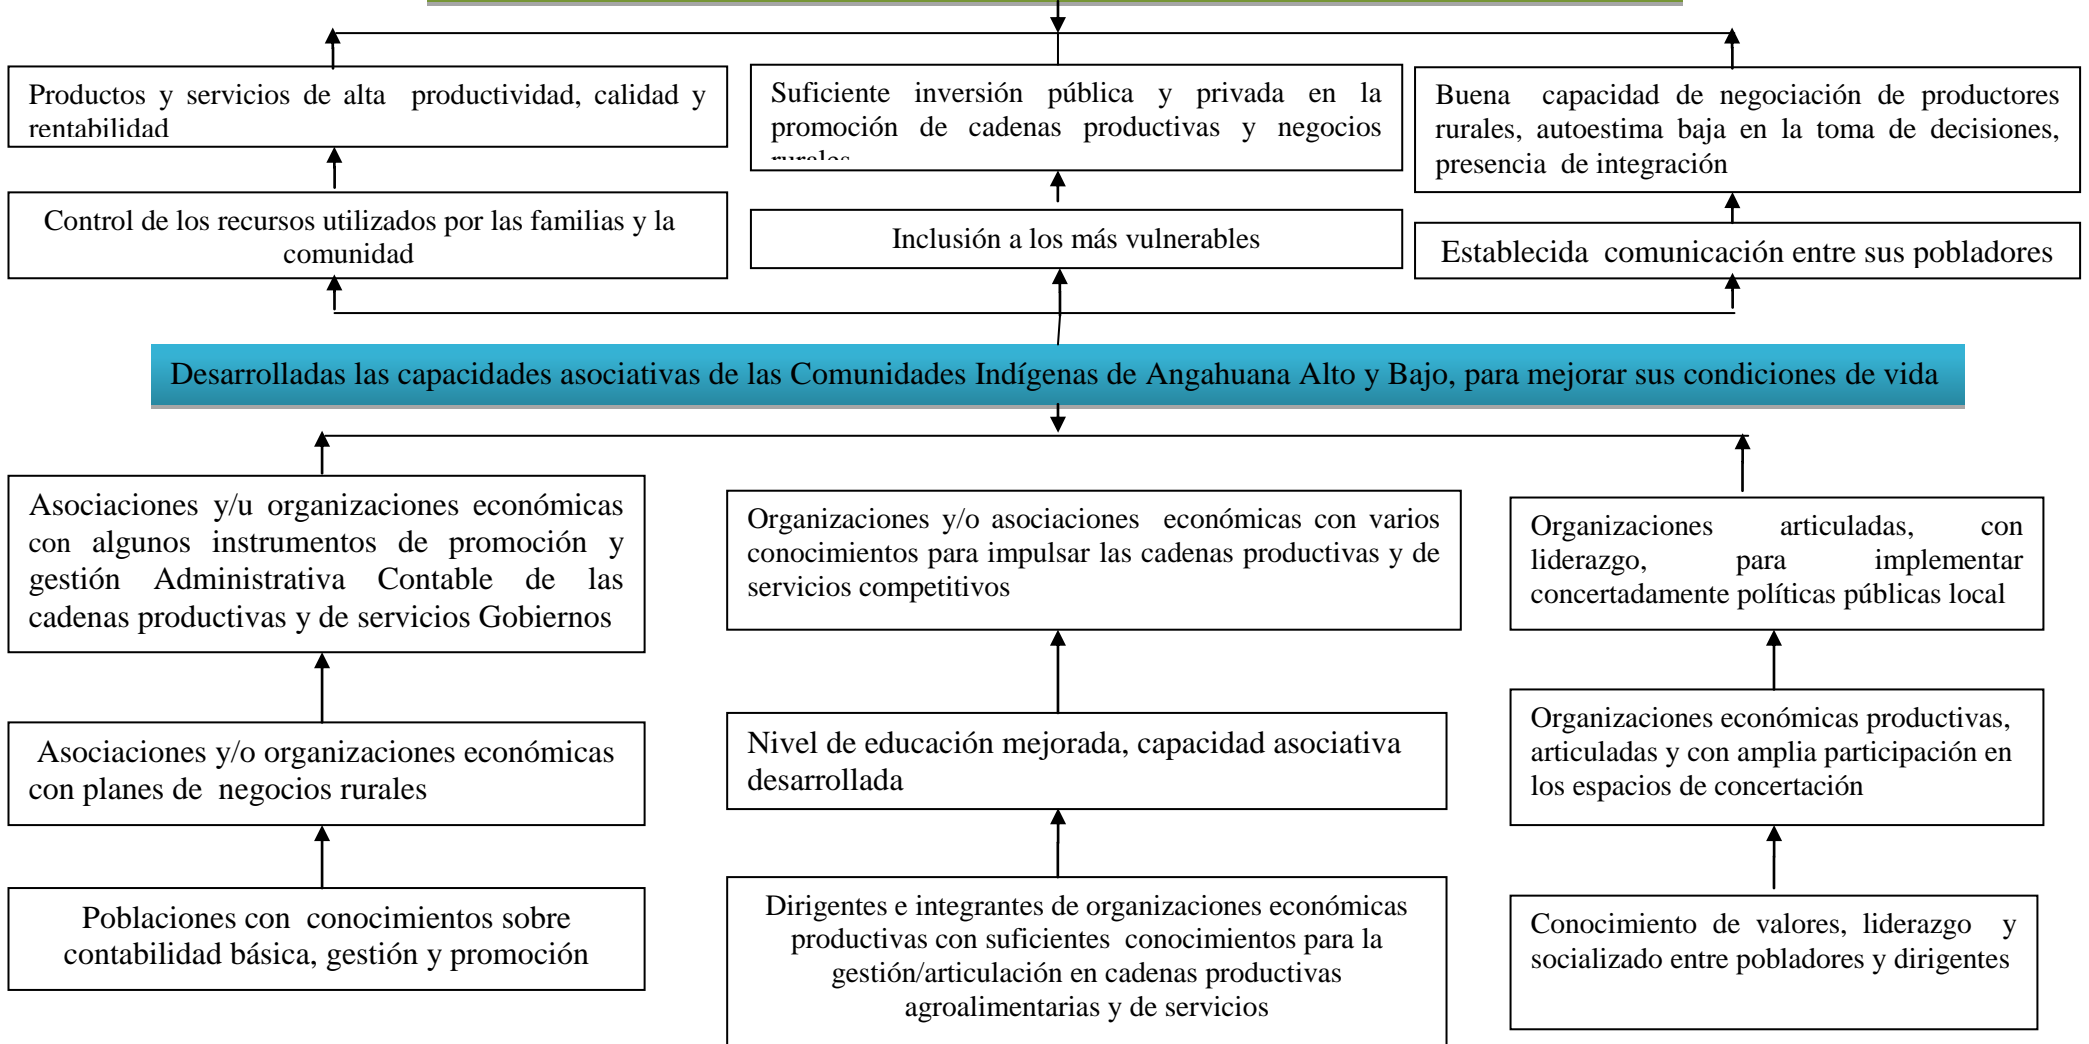 Productos y servicios de alta productividad, calidad y
rentabilidad
Suficiente inversión pública y privada en la
promoción de cadenas productivas y negocios
rurales
Buena capacidad de negociación de productores
rurales, autoestima baja en la toma de decisiones,
presencia de integración
Control de los recursos utilizados por las familias y la
comunidad
Inclusión a los más vulnerables
Establecida comunicación entre sus pobladores
Desarrolladas las capacidades asociativas de las Comunidades Indígenas de Angahuana Alto y Bajo, para mejorar sus condiciones de vida
Asociaciones y/u organizaciones económicas
con algunos instrumentos de promoción y
gestión Administrativa Contable de las
cadenas productivas y de servicios Gobiernos
Organizaciones y/o asociaciones económicas con varios
conocimientos para impulsar las cadenas productivas y de
servicios competitivos
Organizaciones articuladas, con
liderazgo, para implementar
concertadamente políticas públicas local
Asociaciones y/o organizaciones económicas
con planes de negocios rurales
Nivel de educación mejorada, capacidad asociativa
desarrollada
Organizaciones económicas productivas,
articuladas y con amplia participación en
los espacios de concertación
Poblaciones con conocimientos sobre
contabilidad básica, gestión y promoción
Dirigentes e integrantes de organizaciones económicas
productivas con suficientes conocimientos para la
gestión/articulación en cadenas productivas
agroalimentarias y de servicios
Conocimiento de valores, liderazgo y
socializado entre pobladores y dirigentes